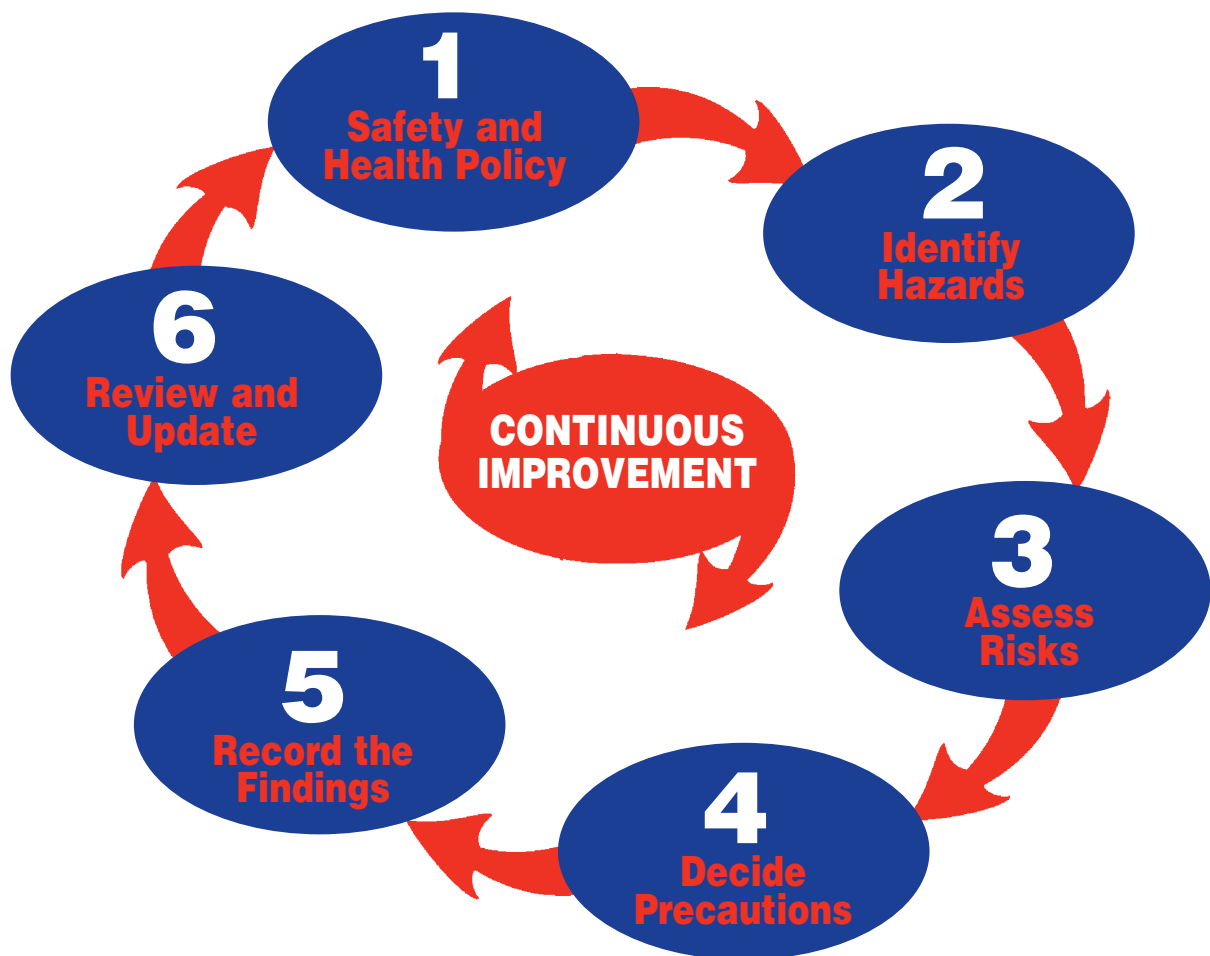 1
Safety and
Health Policy
2
Identify
Hazards
3
Assess
Risks
4
Decide
Precautions
5
Record the
Findings
6
Review and
Update
CONTINUOUS
IMPROVEMENT